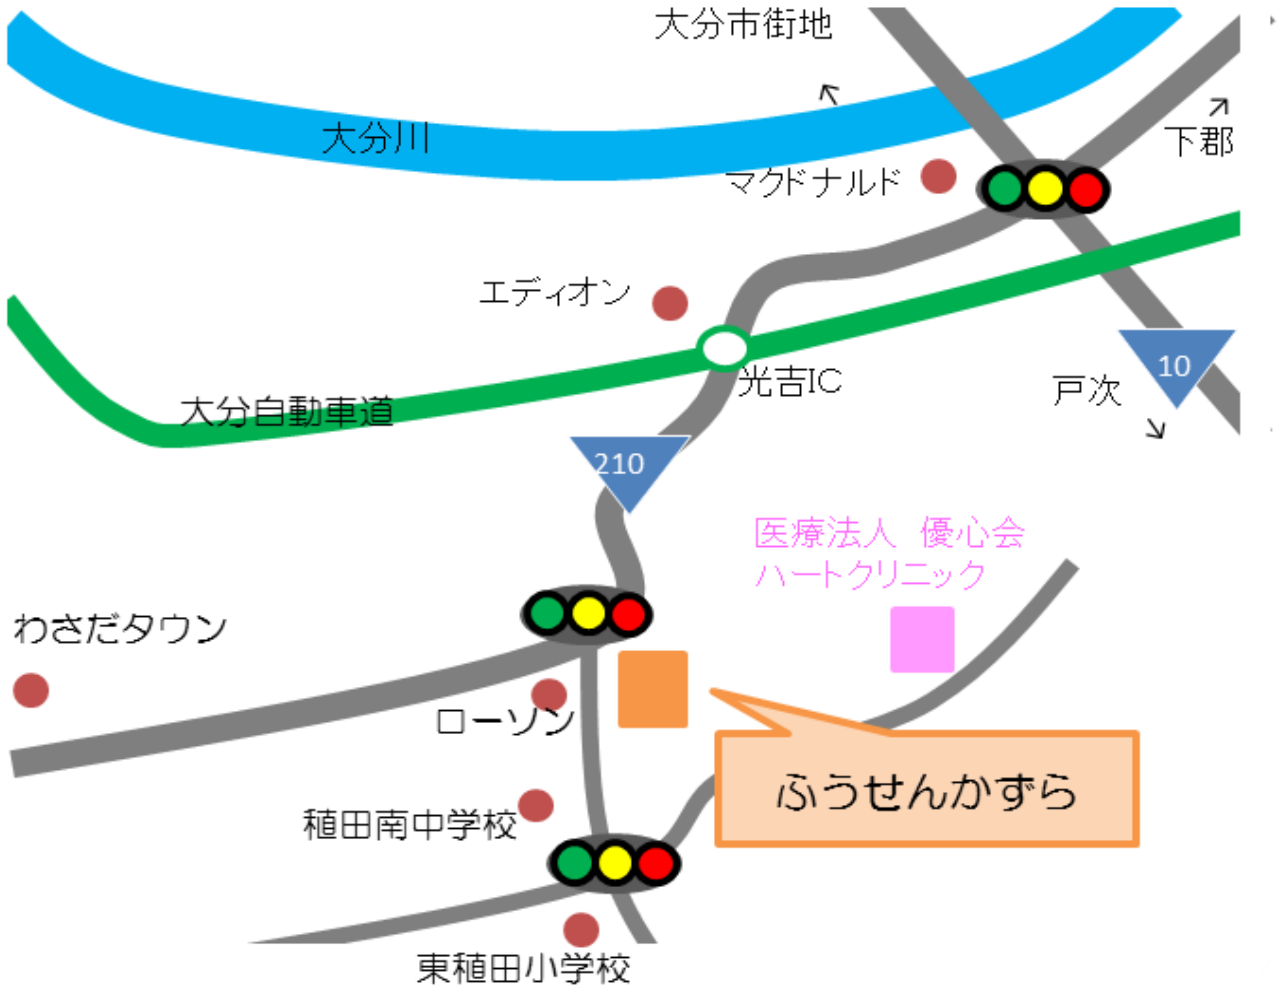 大分市街地
大分川
下郡
マクドナルド
エディオン
光吉IC
10
戸次
大分自動車道
210
医療法人　優心会
ハートクリニック
わさだタウン
ローソン
ふうせんかずら
稙田南中学校
東稙田小学校